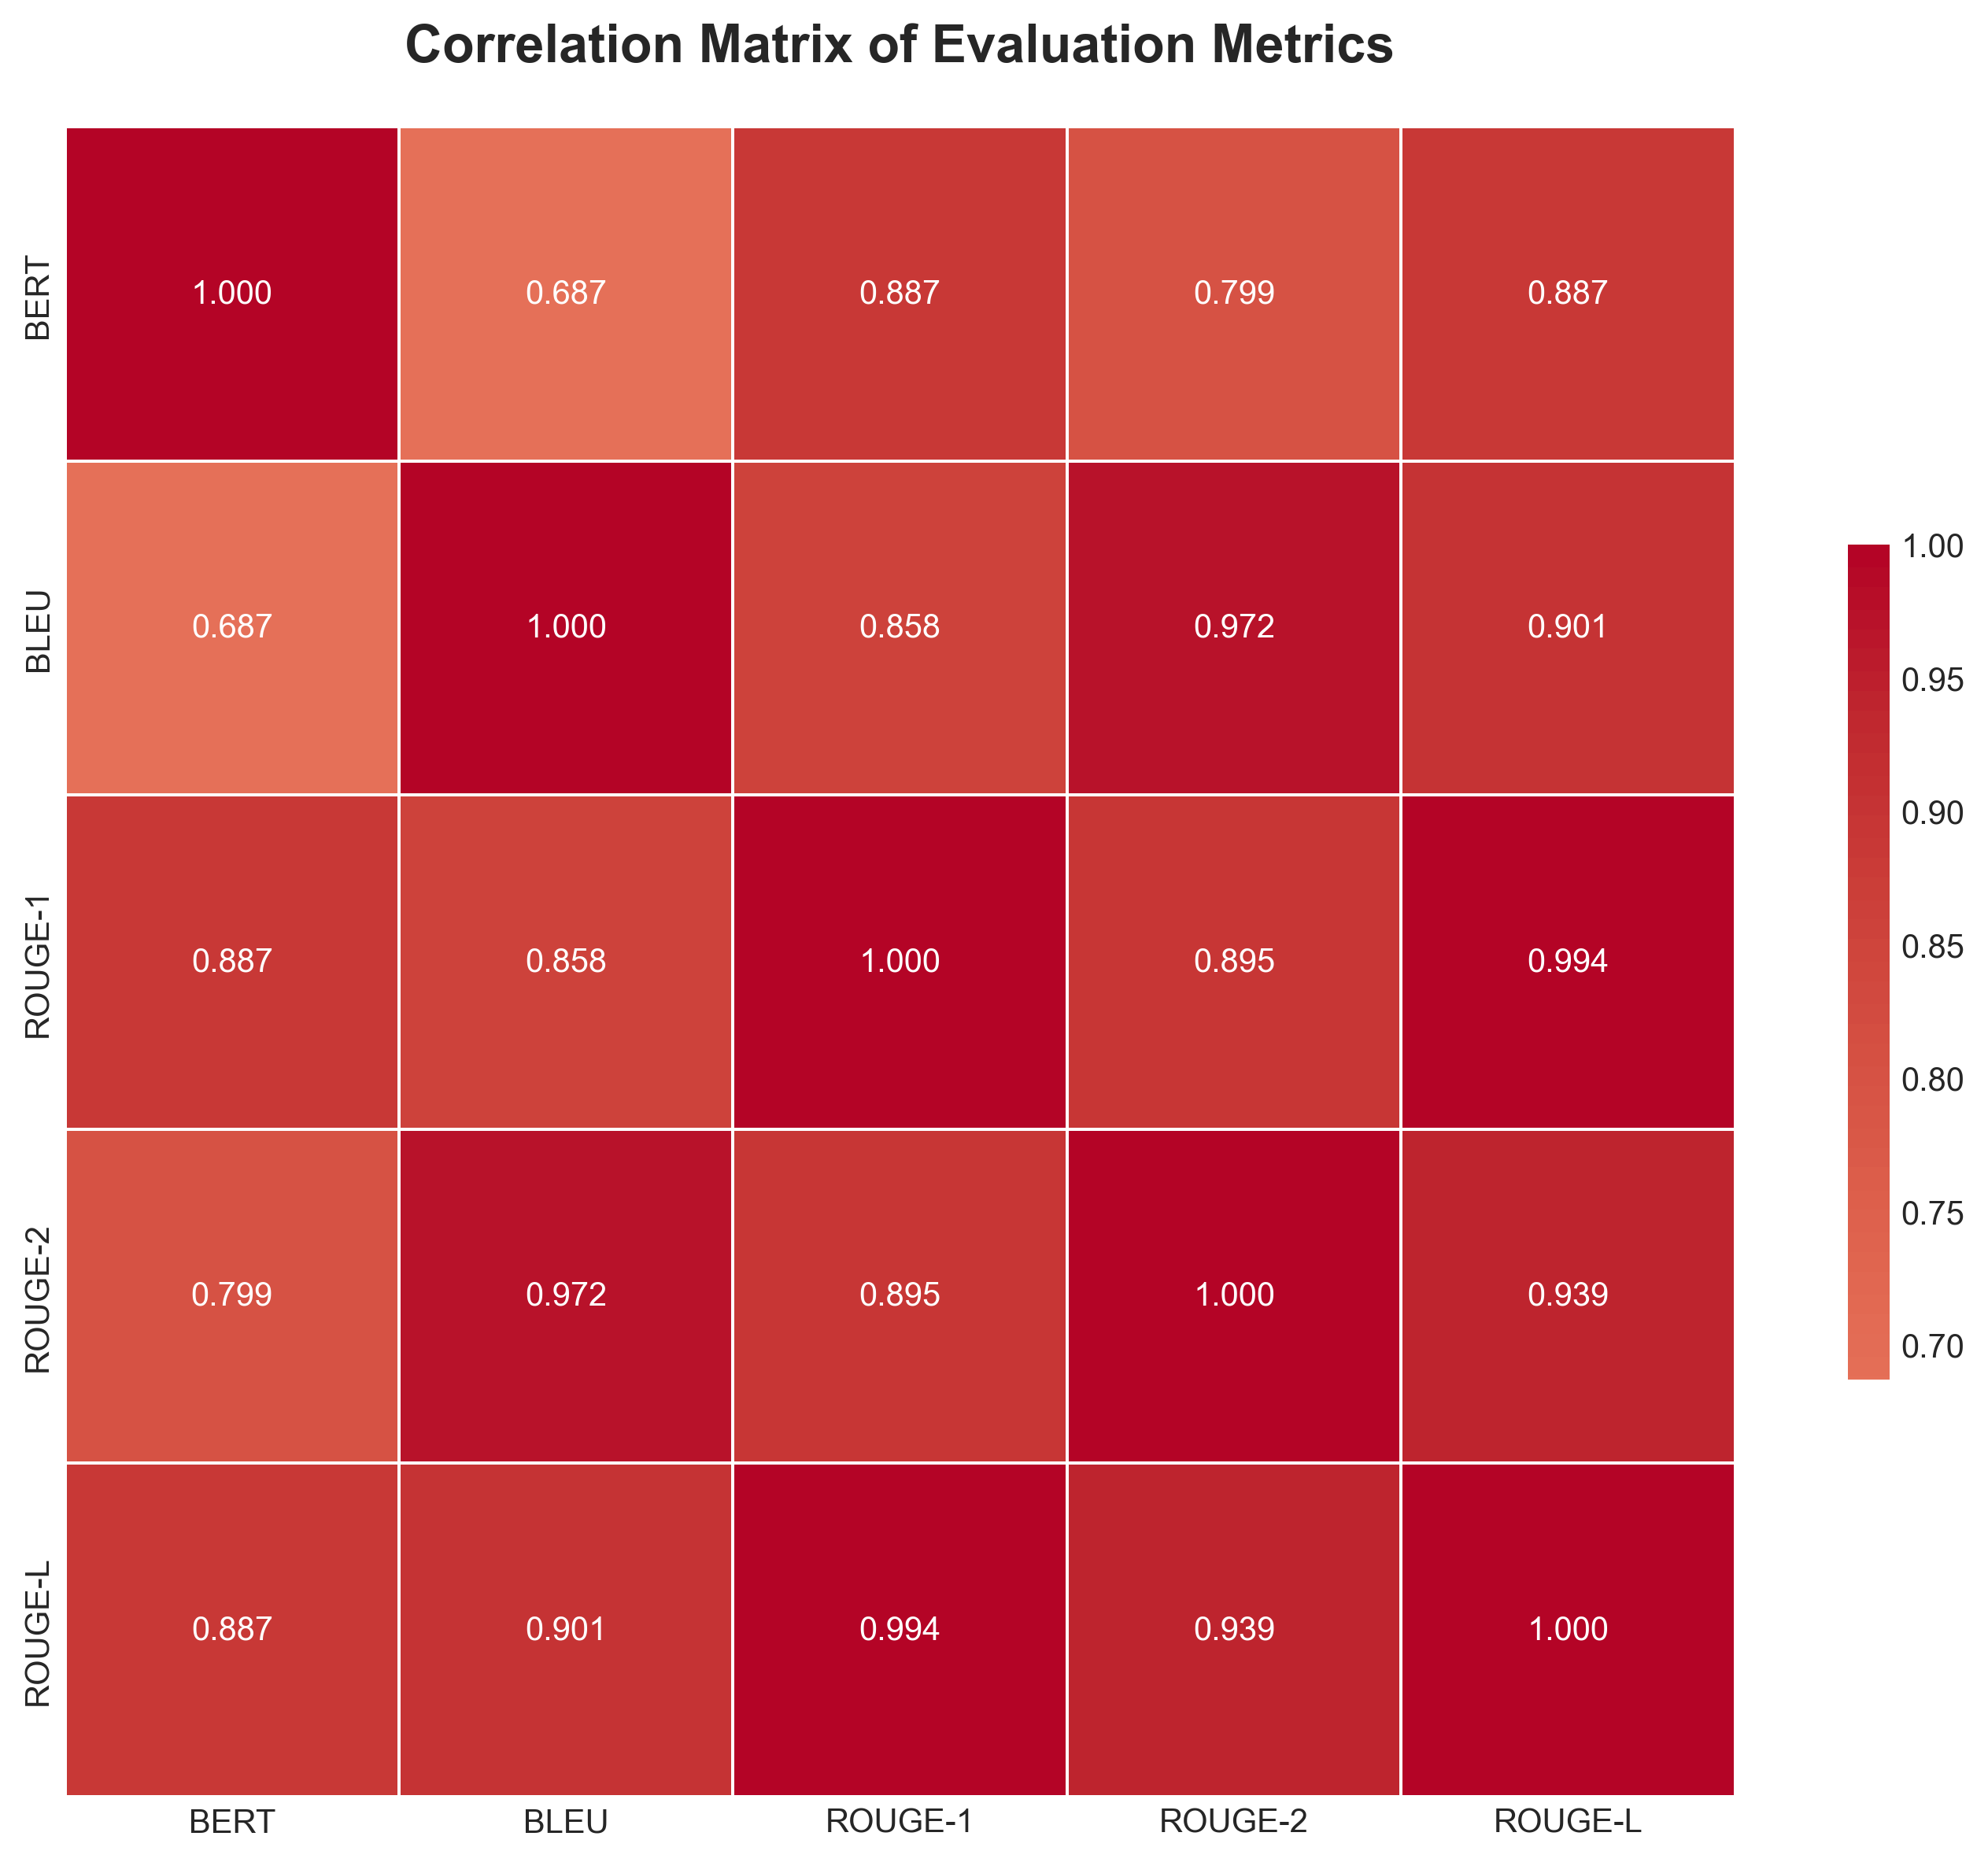 Correlation Matrix of Evaluation Metrics
BERT
1.000 0.687 0.887 0.799 0.887
BLEU
0.687 1.000 0.858 0.972 0.901
ROUGE-1
0.887 0.858 1.000 0.895 0.994
ROUGE-2
0.799 0.972 0.895 1.000 0.939
ROUGE-L
0.887 0.901 0.994 0.939 1.000
BERT BLEU ROUGE-1 ROUGE-2 ROUGE-L
1.00
0.95
0.90
0.85
0.80
0.75
0.70